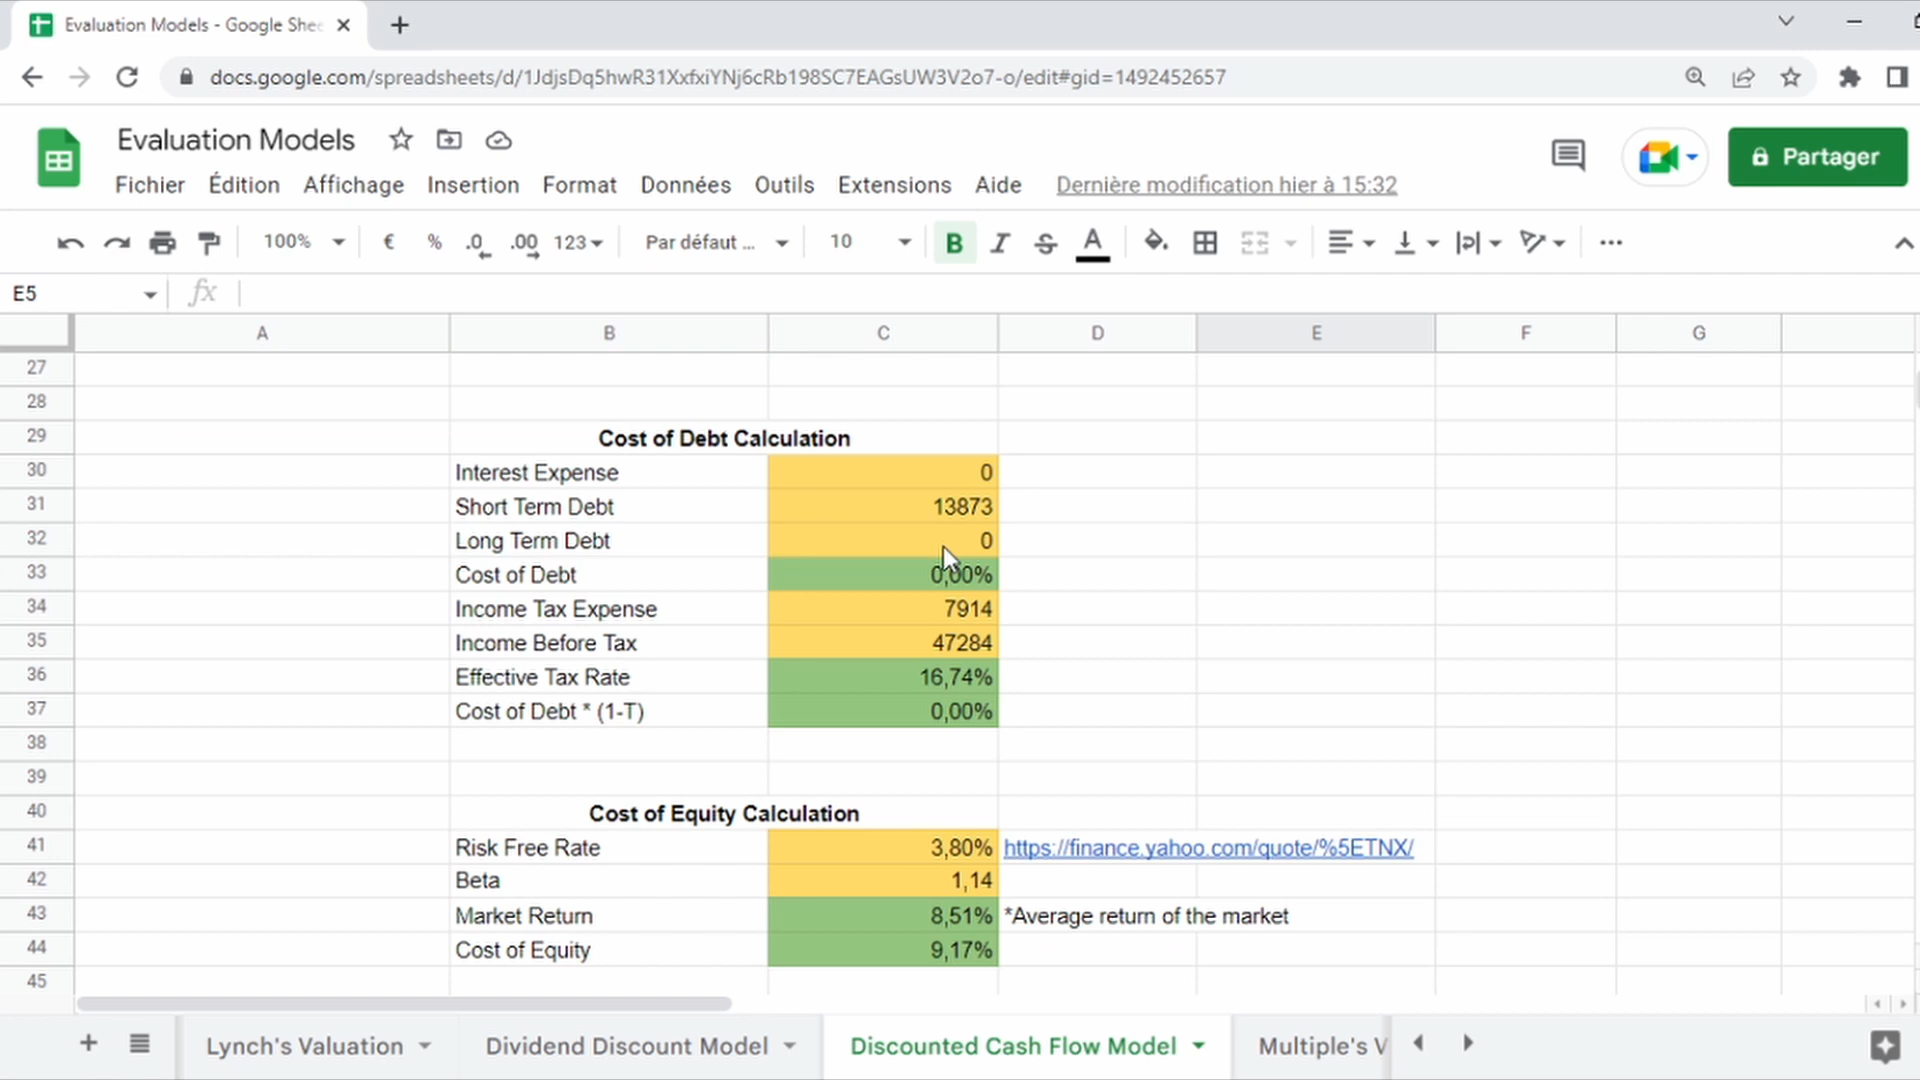 Evaluation Models - Google Shee
docs.google.com/spreadsheets/d/1JdjsDq5hwR31XxfxiYNj6cRb198SC7EAGsUW3V2o7-o/edit#gid=1492452657
Evaluation Models
Partager
Fichier Édition Affichage Insertion Format Données Outils Extensions Aide Dernière modification hier à 15:32
100% € % .0 .00 123 Par défaut ... 10 B I S A
E5 fx
A B C D E F G
27
28
29 Cost of Debt Calculation
30 Interest Expense 0
31 Short Term Debt 13873
32 Long Term Debt 0
33 Cost of Debt 0,00%
34 Income Tax Expense 7914
35 Income Before Tax 47284
36 Effective Tax Rate 16,74%
37 Cost of Debt * (1-T) 0,00%
38
39
40 Cost of Equity Calculation
41 Risk Free Rate 3,80% https://finance.yahoo.com/quote/%5ETNX/
42 Beta 1,14
43 Market Return 8,51% *Average return of the market
44 Cost of Equity 9,17%
45
Lynch's Valuation Dividend Discount Model Discounted Cash Flow Model Multiple's V